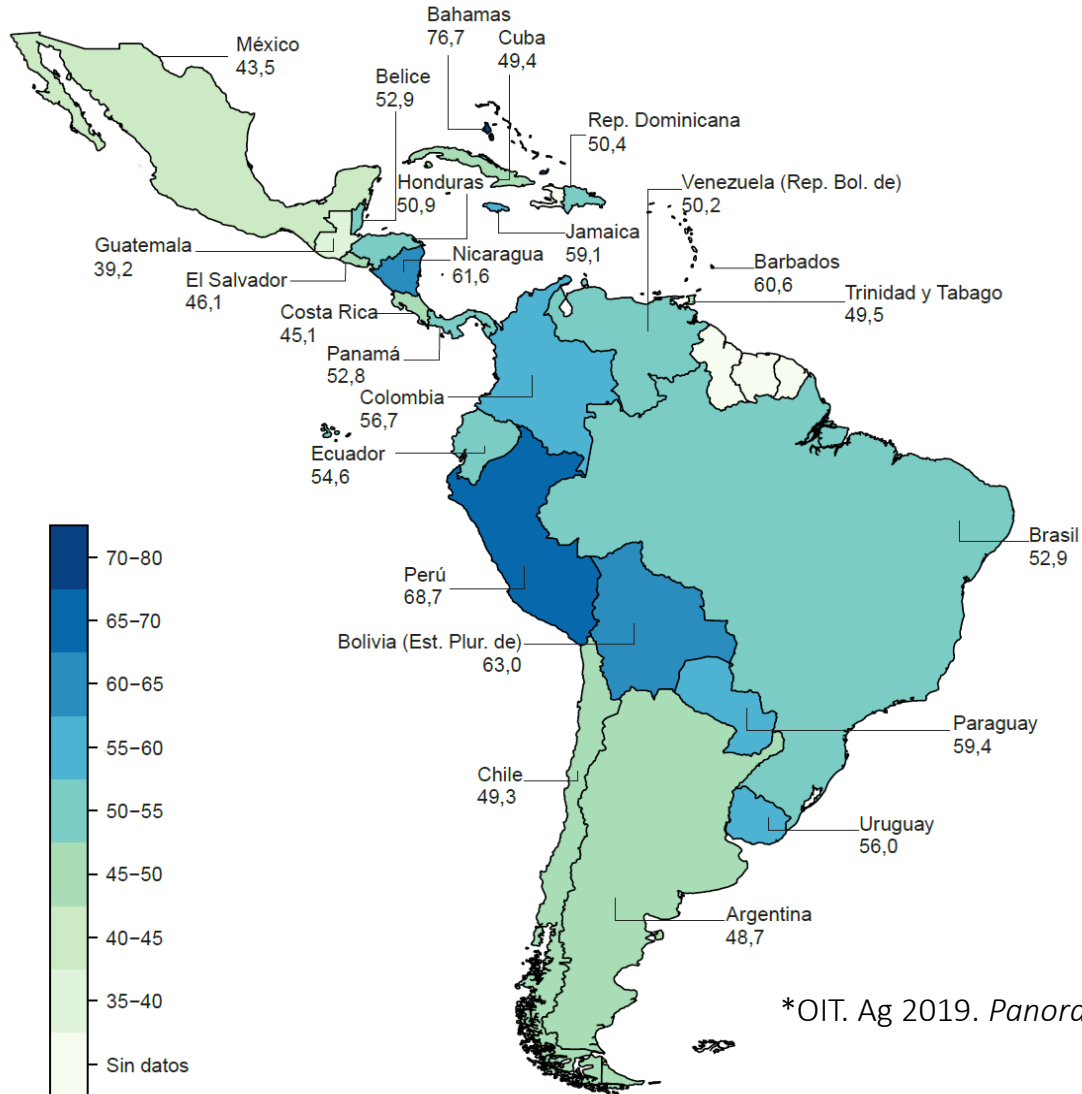 Bahamas
76,7
Cuba
49,4
México
43,5
Belice
52,9
Rep. Dominicana
50,4
Honduras
50,9
Venezuela (Rep. Bol. de)
50,2
Guatemala
39,2
Nicaragua
61,6
Jamaica
59,1
Barbados
60,6
El Salvador
46,1
Trinidad y Tabago
49,5
Costa Rica
45,1
Panamá
52,8
Colombia
56,7
Ecuador
54,6
Brasil
52,9
Perú
68,7
Bolivia (Est. Plur. de)
63,0
Paraguay
59,4
Chile
49,3
Uruguay
56,0
Argentina
48,7
70−80
65−70
60−65
55−60
50−55
45−50
40−45
35−40
Sin datos
*OIT. Ag 2019.